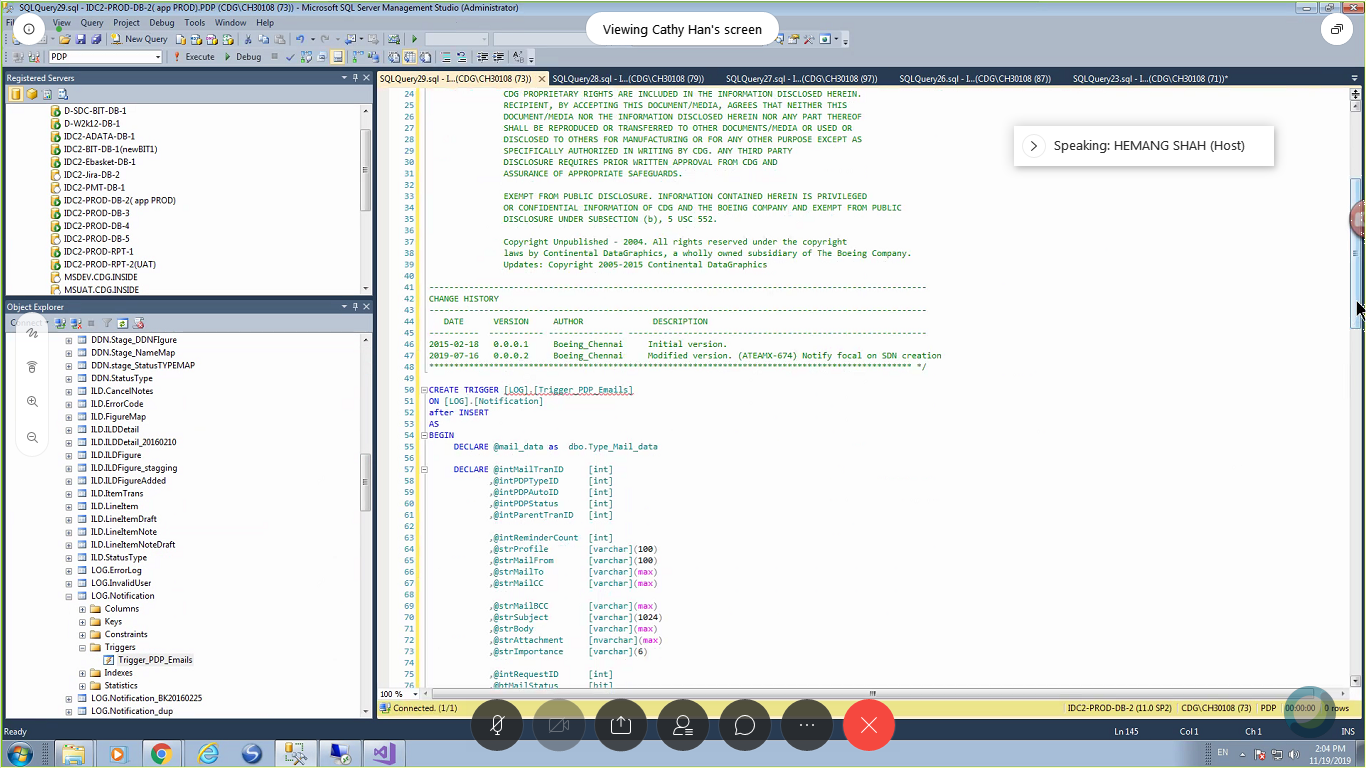 SQLQuery29.sql - IDC2-PROD-DB-2( app PROD).PDP (CDG\CH30108 (73)) - Microsoft SQL Server Management Studio (Administrator)
View Query Project Debug Tools Window Help
Viewing Cathy Han's screen
New Query
PDP
Execute
Debug
Registered Servers
SQLQuery29.sql - I...(CDG\CH30108 (73))
SQLQuery28.sql - I...(CDG\CH30108 (79))
SQLQuery27.sql - I...(CDG\CH30108 (97))
SQLQuery26.sql - I...(CDG\CH30108 (87))
SQLQuery23.sql - I...(CDG\CH30108 (71))*
D-SDC-BIT-DB-1
D-W2k12-DB-1
IDC2-ADATA-DB-1
IDC2-BIT-DB-1(newBIT1)
IDC2-Ebasket-DB-1
IDC2-Jira-DB-2
IDC2-PMT-DB-1
IDC2-PROD-DB-2( app PROD)
IDC2-PROD-DB-3
IDC2-PROD-DB-4
IDC2-PROD-DB-5
IDC2-PROD-RPT-1
IDC2-PROD-RPT-2(UAT)
MSDEV.CDG.INSIDE
MSUAT.CDG.INSIDE
Object Explorer
DDN.Stage_DDNFIgure
DDN.Stage_NameMap
DDN.stage_StatusTYPEMAP
DDN.StatusType
ILD.CancelNotes
ILD.ErrorCode
ILD.FigureMap
ILD.ILDDetail
ILD.ILDDetail_20160210
ILD.ILFigure
ILD.ILFigure_stagging
ILD.ILDFigureAdded
ILD.ItemTrans
ILD.LineItem
ILD.LineItemDraft
ILD.LineItemNote
ILD.LineItemNoteDraft
ILD.StatusType
LOG.ErrorLog
LOG.InvalidUser
LOG.Notification
Columns
Keys
Constraints
Triggers
Trigger_PDP_Emails
Indexes
Statistics
LOG.Notification_BK20160225
LOG.Notification_dup
24 CDG PROPRIETARY RIGHTS ARE INCLUDED IN THE INFORMATION DISCLOSED HEREIN.
25 RECIPIENT, BY ACCEPTING THIS DOCUMENT/MEDIA, AGREES THAT NEITHER THIS
26 DOCUMENT/MEDIA NOR THE INFORMATION DISCLOSED HEREIN NOR ANY PART THEREOF
27 SHALL BE REPRODUCED OR TRANSFERRED TO OTHER DOCUMENTS/MEDIA OR USED OR
28 DISCLOSED TO OTHERS FOR MANUFACTURING OR FOR ANY OTHER PURPOSE EXCEPT AS
29 SPECIFICALLY AUTHORIZED IN WRITING BY CDG. ANY THIRD PARTY
30 DISCLOSURE REQUIRES PRIOR WRITTEN APPROVAL FROM CDG AND
31 ASSURANCE OF APPROPRIATE SAFEGUARDS.
32
33 EXEMPT FROM PUBLIC DISCLOSURE. INFORMATION CONTAINED HEREIN IS PRIVILEGED
34 OR CONFIDENTIAL INFORMATION OF CDG AND THE BOEING COMPANY AND EXEMPT FROM PUBLIC
35 DISCLOSURE UNDER SUBSECTION (b), 5 USC 552.
36
37 Copyright Unpublished - 2004. All rights reserved under the copyright
38 laws by Continental DataGraphics, a wholly owned subsidiary of The Boeing Company.
39 Updates: Copyright 2005-2015 Continental DataGraphics
40
41 ----------------------------------------------------------------------------------------------------
42 CHANGE HISTORY
43 ----------------------------------------------------------------------------------------------------
44 DATE VERSION AUTHOR DESCRIPTION
45 ---------- ------- -------------- -------------------------------------------------------
46 2015-02-18 0.0.0.1 Boeing_Chennai Initial version.
47 2019-07-16 0.0.0.2 Boeing_Chennai Modified version. (ATEAMX-674) Notify focal on SDN creation
48 ************************************************************************************************* */
49
50 CREATE TRIGGER [LOG].[Trigger_PDP_Emails]
51 ON [LOG].[Notification]
52 after INSERT
53 AS
54 BEGIN
55 DECLARE @mail_data as dbo.Type_Mail_data
56
57 DECLARE @intMailTranID [int]
58 ,@intPDPTypeID [int]
59 ,@intPDPAutoID [int]
60 ,@intPDPStatus [int]
61 ,@intParentTranID [int]
62
63 ,@intReminderCount [int]
64 ,@strProfile [varchar](100)
65 ,@strMailFrom [varchar](100)
66 ,@strMailTo [varchar](max)
67 ,@strMailCC [varchar](max)
68
69 ,@strMailBCC [varchar](max)
70 ,@strSubject [varchar](1024)
71 ,@strBody [varchar](max)
72 ,@strAttachment [nvarchar](max)
73 ,@strImportance [varchar](6)
74
75 ,@intRequestID [int]
76 ,@btMailStatus [bit]
Speaking: HEMANG SHAH (Host)
100 %
Connected. (1/1)
IDC2-PROD-DB-2 (11.0 SP2) CDG\CH30108 (73) PDP 00:00:00 0 rows
Ready
Ln 145 Col 1 Ch 1 INS
EN
2:04 PM
11/19/2019